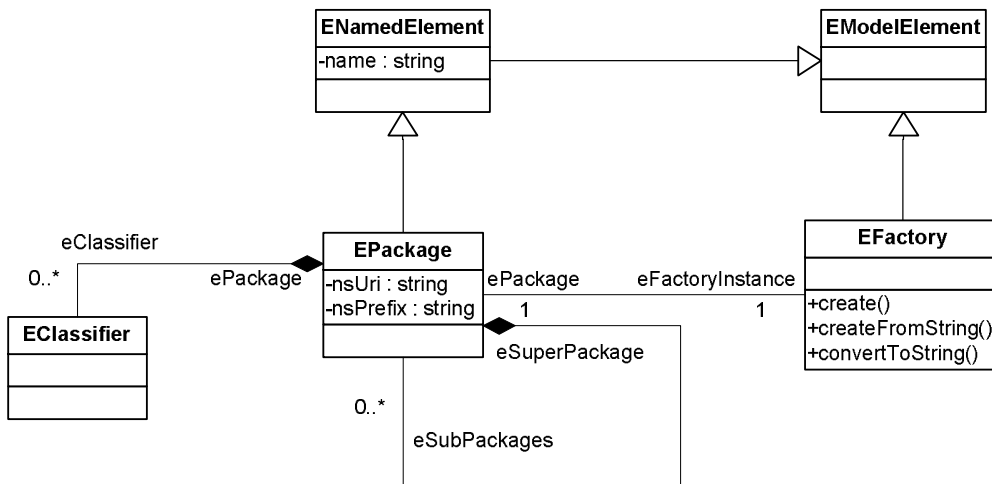 ENamedElement
-name : string
EModelElement
eClassifier
0..*
ePackage
EClassifier
EPackage
-nsUri : string
-nsPrefix : string
ePackage
1
eFactoryInstance
1
EFactory
+create()
+createFromString()
+convertToString()
eSuperPackage
0..*
eSubPackages